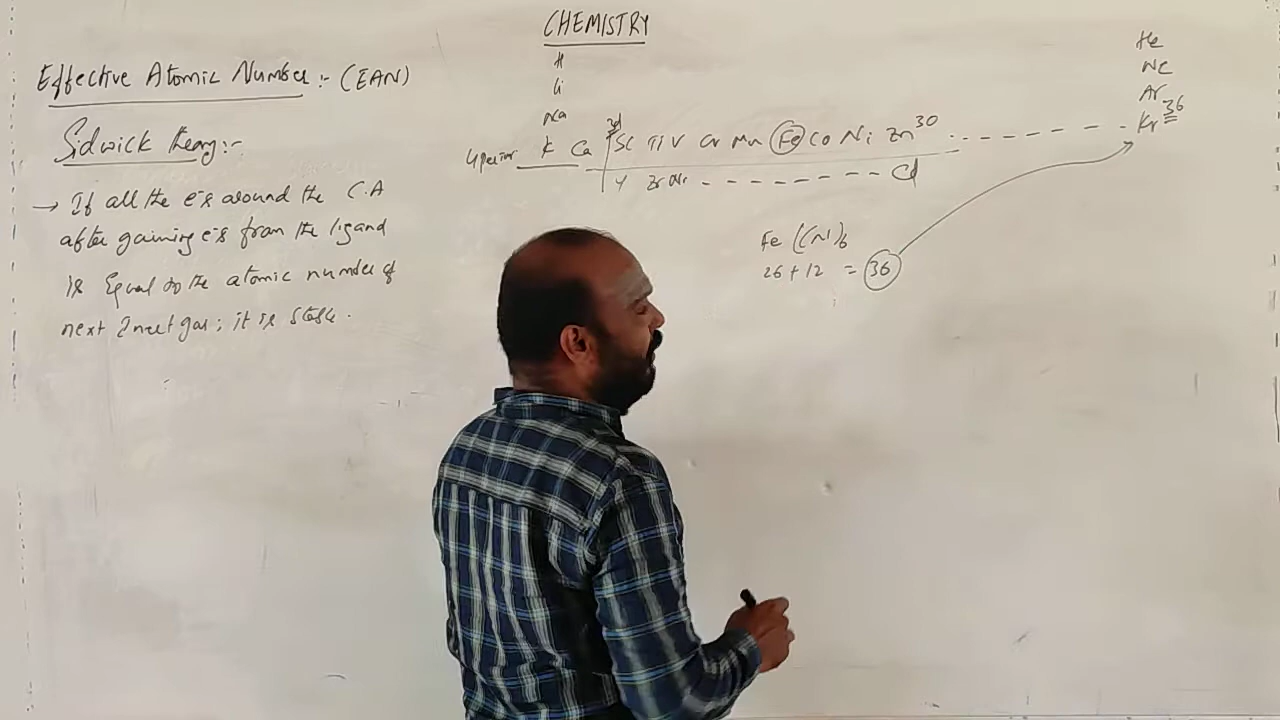 CHEMISTRY
Effective Atomic Number :- (EAN)
Sidwick theory:-
→ If all the e's around the C.A
after gaining e's from the ligand
is Equal to the atomic number of
next Inert gas; it is stable.
H
Li
Na
K Ca
3d
Sc Ti V Cr Mn Fe Co Ni Zn30 - - - - - - Kr 36
Y Zr - - - - - - - - - Cd
He
Ne
Ar
Fe (CN)6
26 + 12 = 36